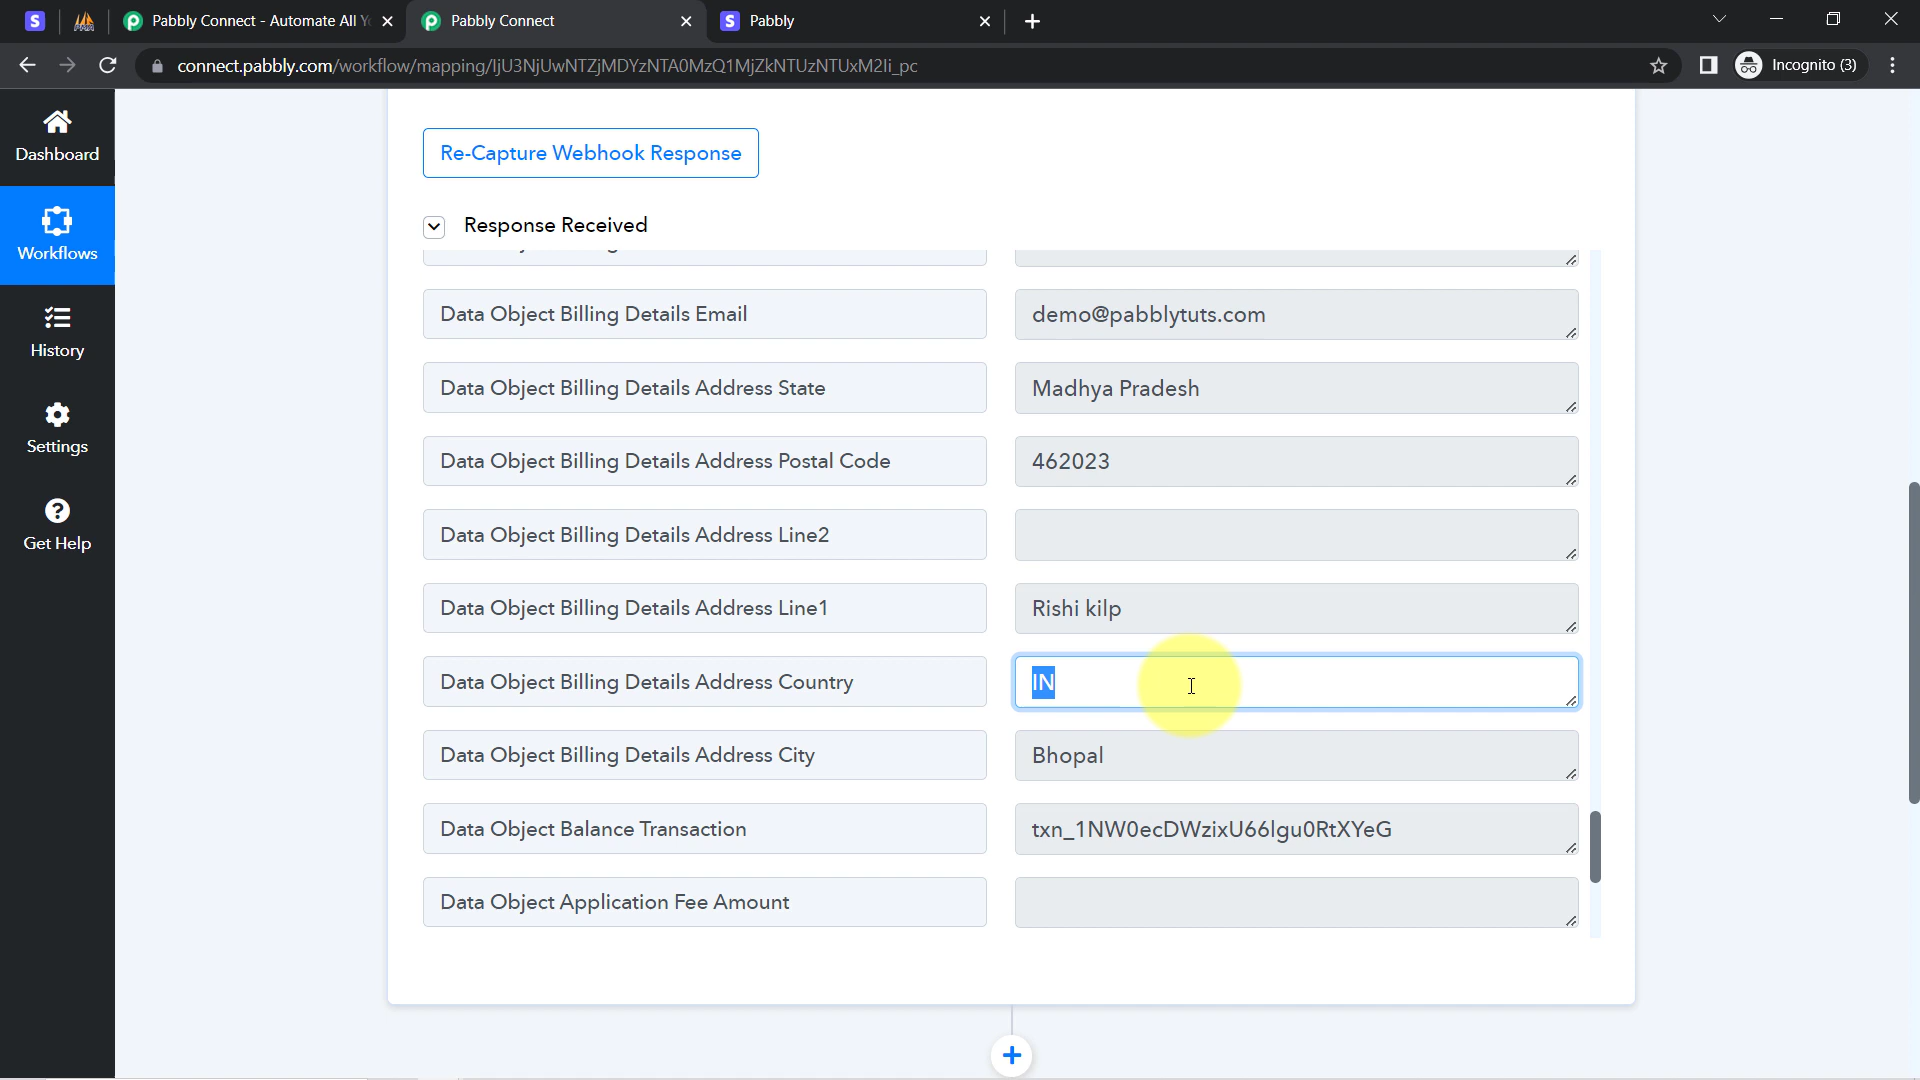 S
PMA
Pabbly Connect - Automate All Y
Pabbly Connect
S
Pabbly
connect.pabbly.com/workflow/mapping/IjU3NjUwNTZjMDYzNTA0MzQ1MjZkNTUzNTUxM2Ii_pc
Incognito (3)
Dashboard
Workflows
History
Settings
Get Help
Re-Capture Webhook Response
Response Received
Data Object Billing Details Email
demo@pabblytuts.com
Data Object Billing Details Address State
Madhya Pradesh
Data Object Billing Details Address Postal Code
462023
Data Object Billing Details Address Line2
Data Object Billing Details Address Line1
Rishi kilp
Data Object Billing Details Address Country
IN
Data Object Billing Details Address City
Bhopal
Data Object Balance Transaction
txn_1NW0ecDWzixU66lgu0RtXYeG
Data Object Application Fee Amount